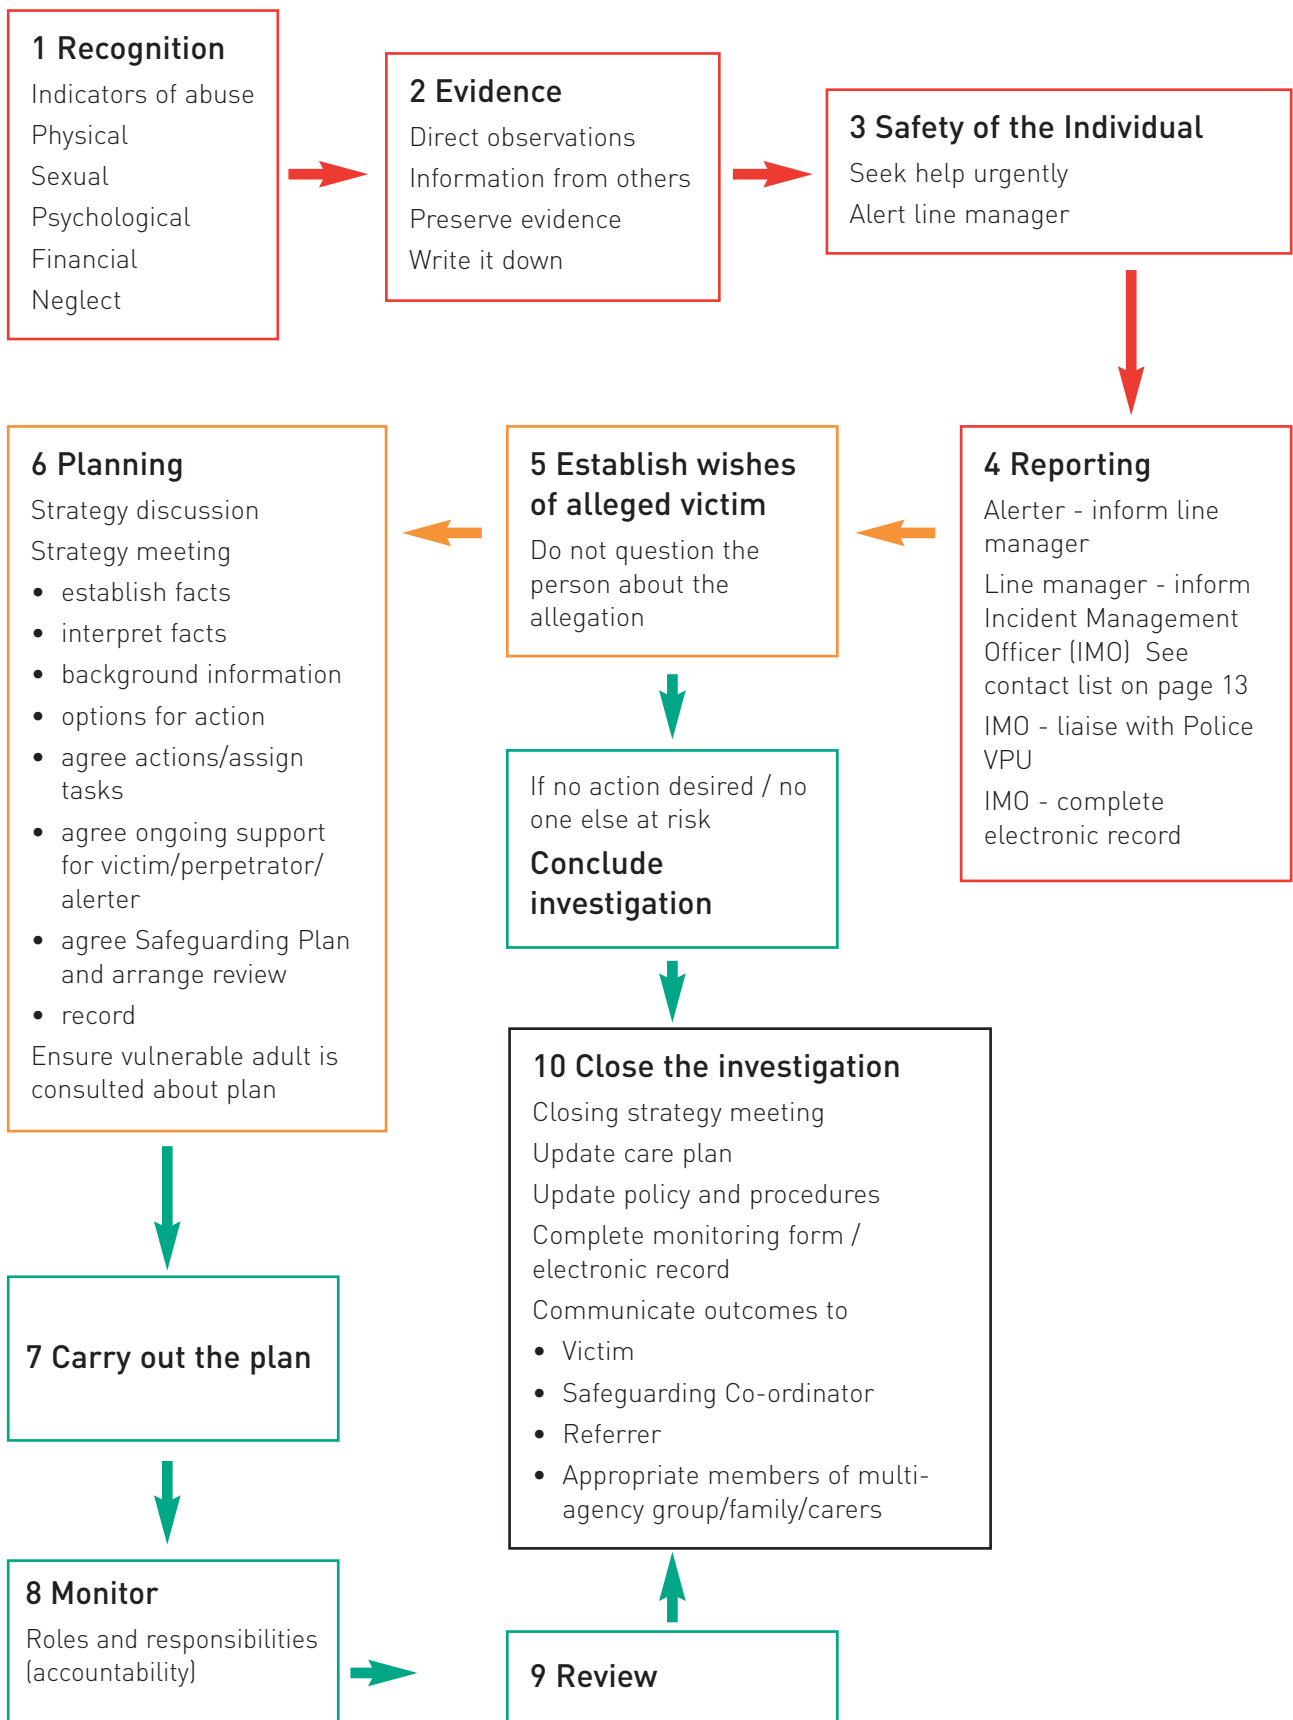 1 Recognition
Indicators of abuse
Physical
Sexual
Psychological
Financial
Neglect
2 Evidence
Direct observations
Information from others
Preserve evidence
Write it down
3 Safety of the Individual
Seek help urgently
Alert line manager
4 Reporting
Alerter - inform line
manager
Line manager - inform
Incident Management
Officer (IMO)  See
contact list on page 13
IMO - liaise with Police
VPU
IMO - complete
electronic record
5 Establish wishes
of alleged victim
Do not question the
person about the
allegation
If no action desired / no
one else at risk
Conclude
investigation
6 Planning
Strategy discussion
Strategy meeting
• establish facts
• interpret facts
• background information
• options for action
• agree actions/assign
tasks
• agree ongoing support
for victim/perpetrator/
alerter
• agree Safeguarding Plan
and arrange review
• record
Ensure vulnerable adult is
consulted about plan
7 Carry out the plan
8 Monitor
Roles and responsibilities
(accountability)
9 Review
10 Close the investigation
Closing strategy meeting
Update care plan
Update policy and procedures
Complete monitoring form /
electronic record
Communicate outcomes to
• Victim
• Safeguarding Co-ordinator
• Referrer
• Appropriate members of multi-
agency group/family/carers